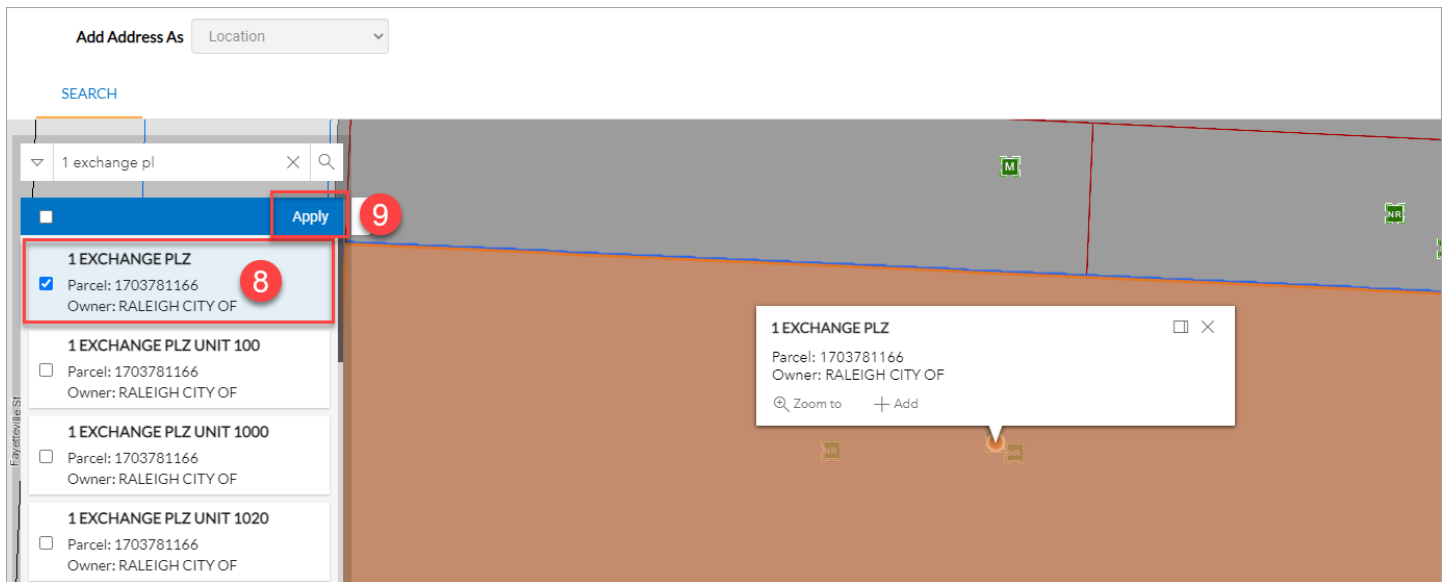 Add Address As Location
SEARCH
1 exchange pl
Apply
9
1 EXCHANGE PLZ
Parcel: 1703781166
Owner: RALEIGH CITY OF
8
1 EXCHANGE PLZ UNIT 100
Parcel: 1703781166
Owner: RALEIGH CITY OF
1 EXCHANGE PLZ UNIT 1000
Parcel: 1703781166
Owner: RALEIGH CITY OF
1 EXCHANGE PLZ UNIT 1020
Parcel: 1703781166
Owner: RALEIGH CITY OF
Fayetteville St
M
NR
1 EXCHANGE PLZ
Parcel: 1703781166
Owner: RALEIGH CITY OF
Zoom to Add
NR
NR